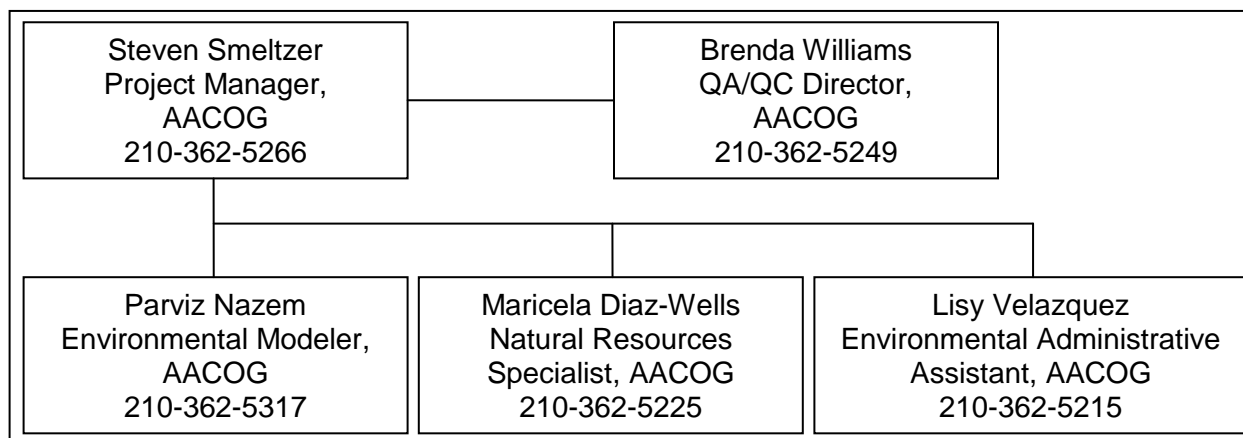 Steven Smeltzer
Project Manager,
AACOG
210-362-5266
Brenda Williams
QA/QC Director,
AACOG
210-362-5249
Parviz Nazem
Environmental Modeler,
AACOG
210-362-5317
Maricela Diaz-Wells
Natural Resources
Specialist, AACOG
210-362-5225
Lisy Velazquez
Environmental Administrative
Assistant, AACOG
210-362-5215